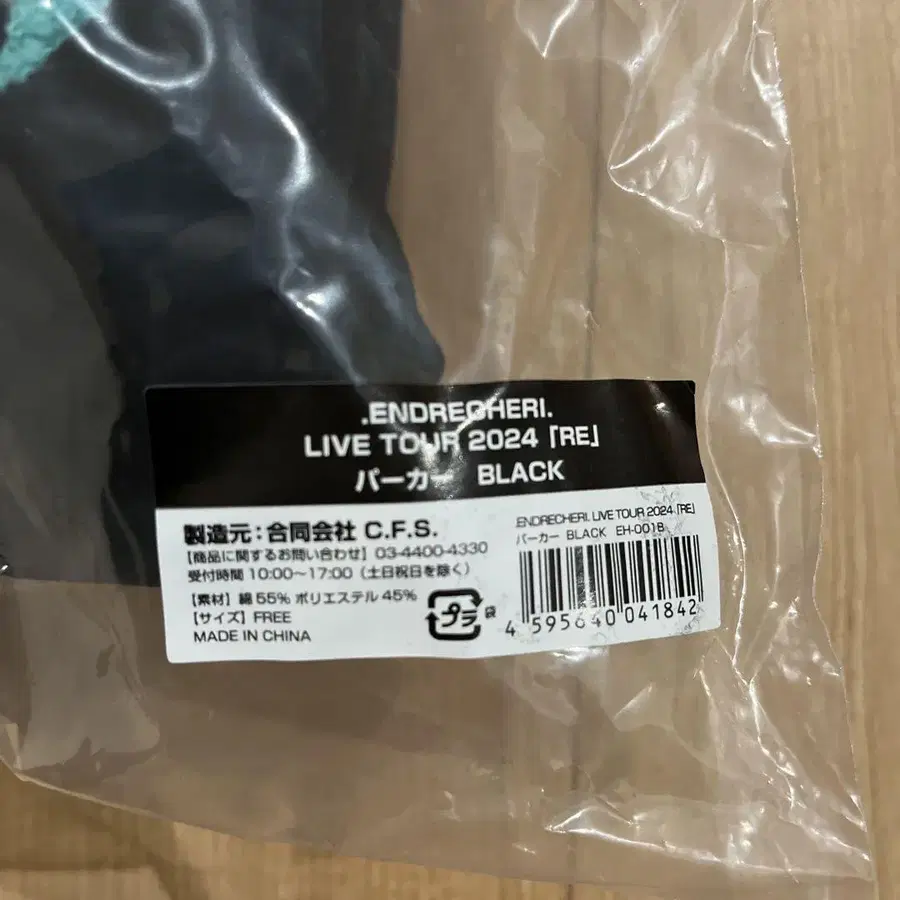 .ENDRECHERI.
LIVE TOUR 2024「RE」
パーカー BLACK
製造元：合同会社 C.F.S.
【商品に関するお問い合わせ】03-4400-4330
受付時間 10:00～17:00（土日祝日を除く）
【素材】綿 55% ポリエステル 45%
【サイズ】FREE
MADE IN CHINA
プラ
袋
.ENDRECHERI. LIVE TOUR 2024「RE」
パーカー BLACK EH-001B
4 595640 041842